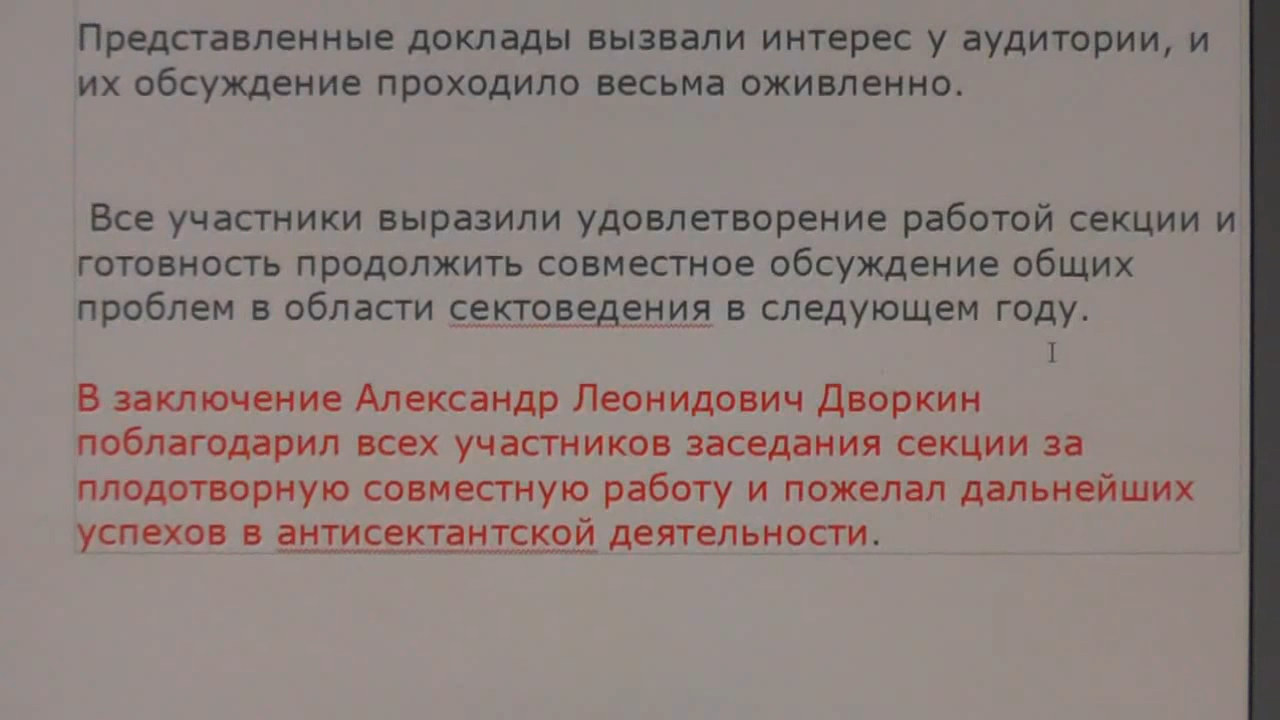 Представленные доклады вызвали интерес у аудитории, и
их обсуждение проходило весьма оживленно.
Все участники выразили удовлетворение работой секции и
готовность продолжить совместное обсуждение общих
проблем в области сектоведения в следующем году.
В заключение Александр Леонидович Дворкин
поблагодарил всех участников заседания секции за
плодотворную совместную работу и пожелал дальнейших
успехов в антисектантской деятельности.